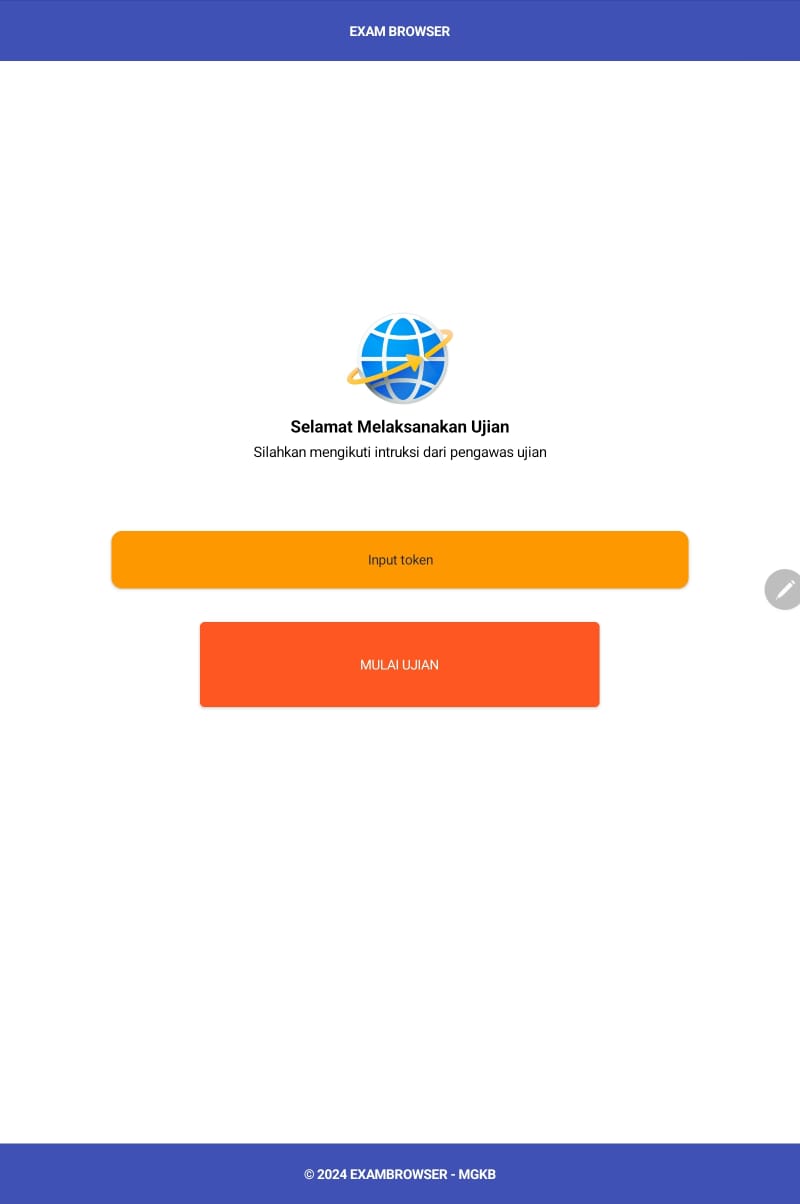 EXAM BROWSER
Selamat Melaksanakan Ujian
Silahkan mengikuti intruksi dari pengawas ujian
Input token
MULAI UJIAN
© 2024 EXAMBROWSER - MGKB